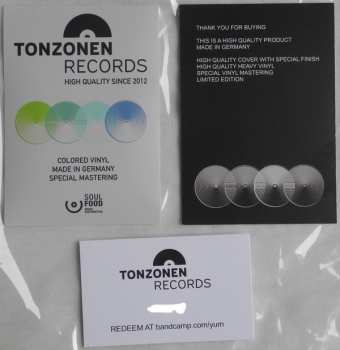 TONZONEN
RECORDS
HIGH QUALITY SINCE 2012
COLORED VINYL
MADE IN GERMANY
SPECIAL MASTERING
SOUL
FOOD
THANK YOU FOR BUYING
THIS IS A HIGH QUALITY PRODUCT
MADE IN GERMANY
HIGH QUALITY COVER WITH SPECIAL FINISH
HIGH QUALITY HEAVY VINYL
SPECIAL VINYL MASTERING
LIMITED EDITION
TONZONEN
RECORDS
REDEEM AT bandcamp.com/yum